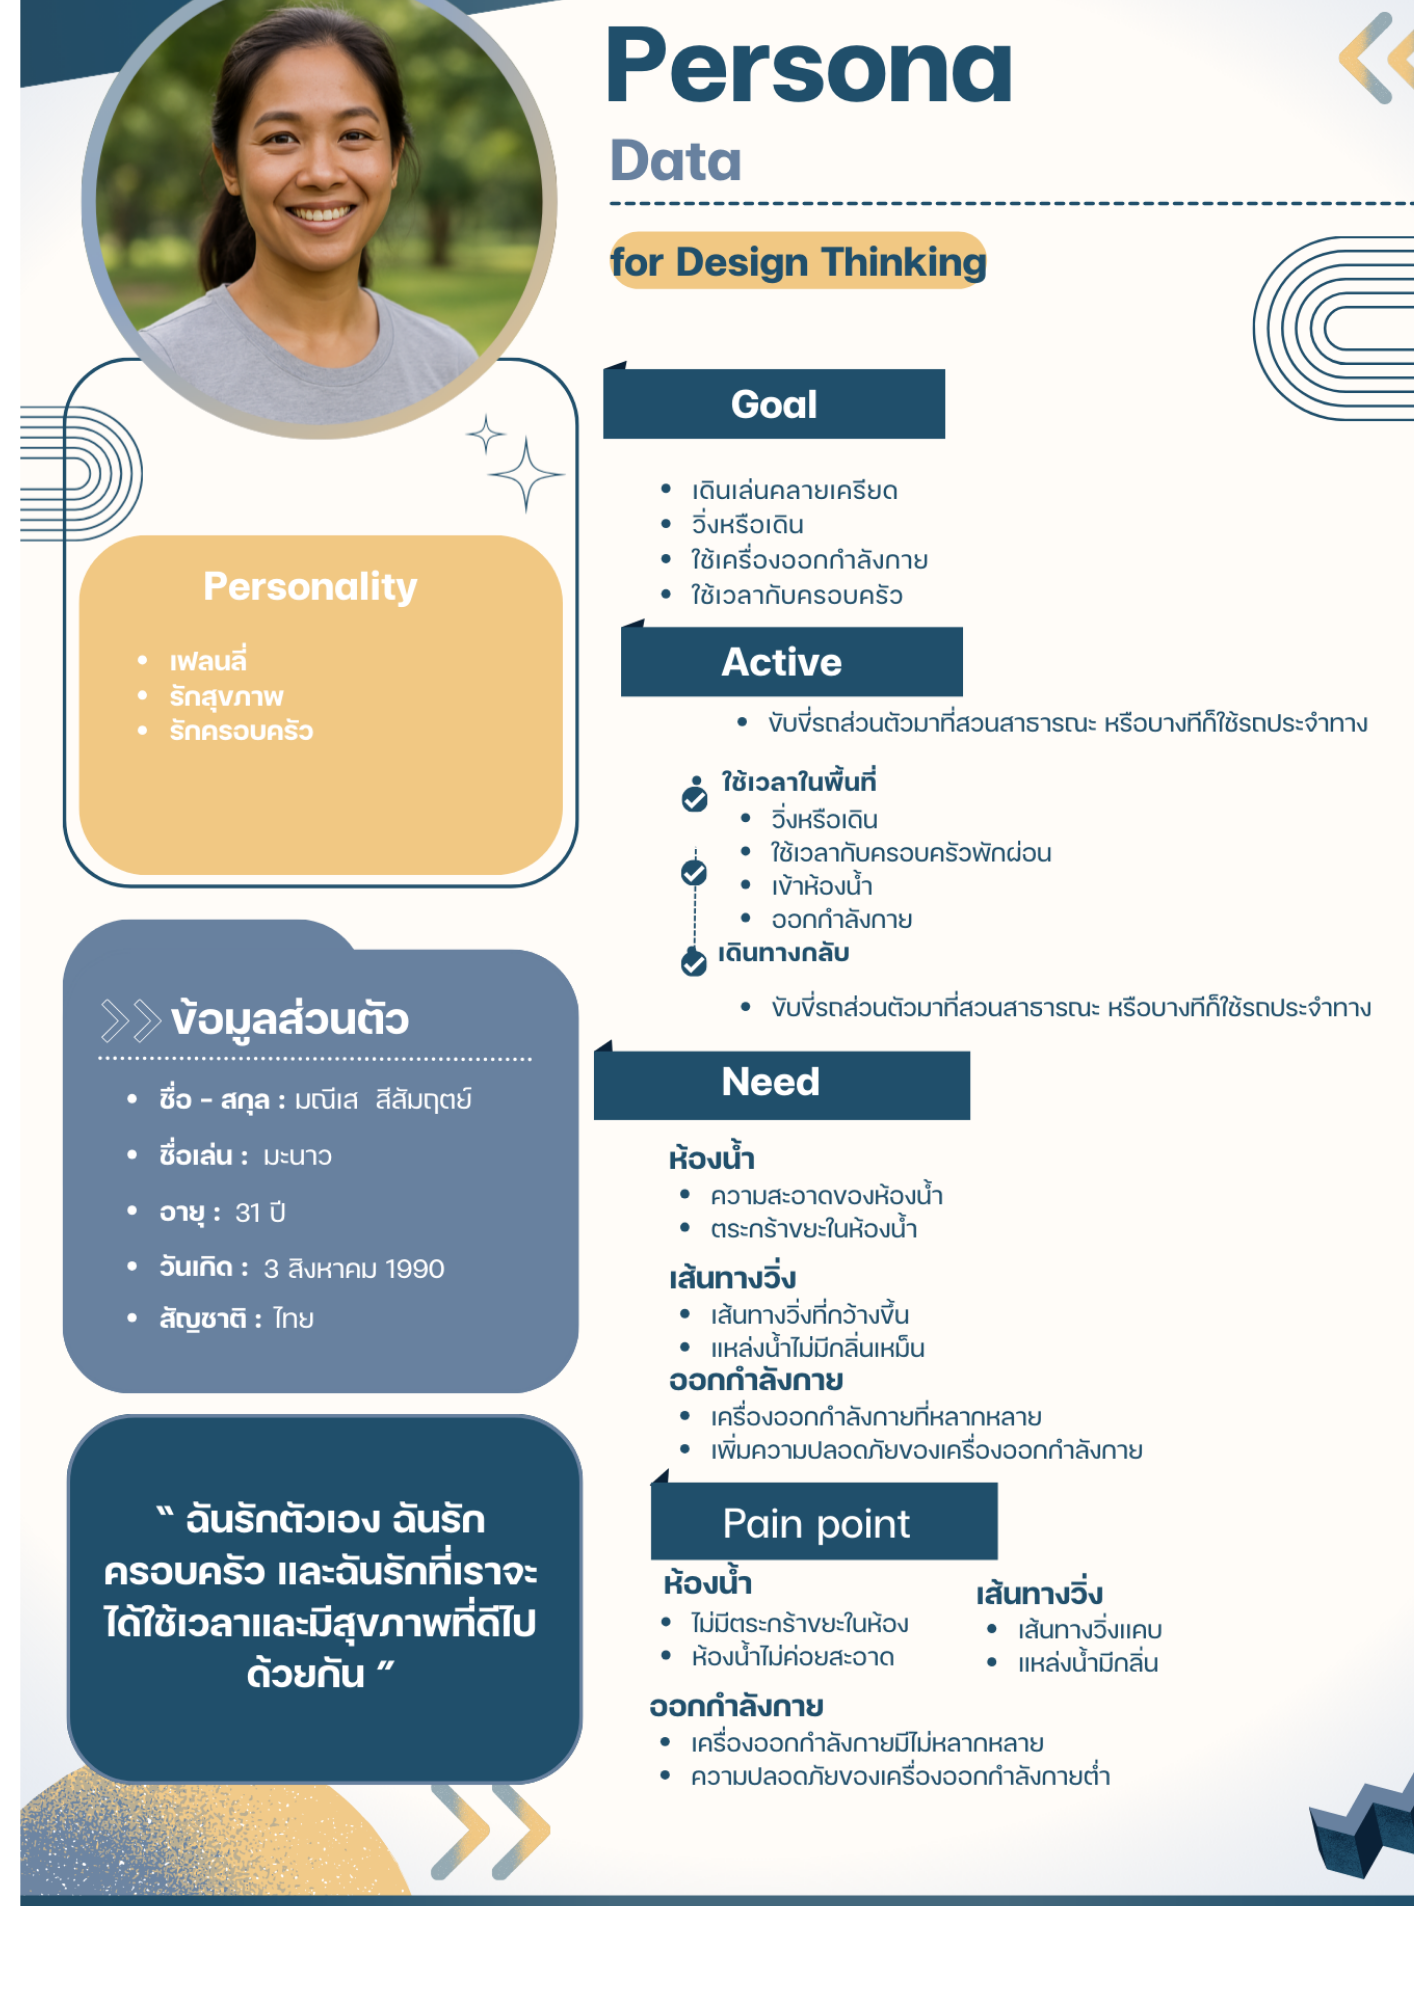 Persona
Data
for Design Thinking
Personality
• เฟลนลี่
• รักสุขภาพ
• รักครอบครัว
ข้อมูลส่วนตัว
• ชื่อ - สกุล : มณีเส สีสัมฤตย์
• ชื่อเล่น : มะนาว
• อายุ : 31 ปี
• วันเกิด : 3 สิงหาคม 1990
• สัญชาติ : ไทย
“ ฉันรักตัวเอง ฉันรัก
ครอบครัว และฉันรักที่เราจะ
ได้ใช้เวลาและมีสุขภาพที่ดีไป
ด้วยกัน ”
Goal
• เดินเล่นคลายเครียด
• วิ่งหรือเดิน
• ใช้เครื่องออกกำลังกาย
• ใช้เวลากับครอบครัว
Active
• ขับขี่รถส่วนตัวมาที่สวนสาธารณะ หรือบางทีก็ใช้รถประจำทาง
ใช้เวลาในพื้นที่
• วิ่งหรือเดิน
• ใช้เวลากับครอบครัวพักผ่อน
• เข้าห้องน้ำ
• ออกกำลังกาย
เดินทางกลับ
• ขับขี่รถส่วนตัวมาที่สวนสาธารณะ หรือบางทีก็ใช้รถประจำทาง
Need
ห้องน้ำ
• ความสะอาดของห้องน้ำ
• ตระกร้าขยะในห้องน้ำ
เส้นทางวิ่ง
• เส้นทางวิ่งที่กว้างขึ้น
• แหล่งน้ำไม่มีกลิ่นเหม็น
ออกกำลังกาย
• เครื่องออกกำลังกายที่หลากหลาย
• เพิ่มความปลอดภัยของเครื่องออกกำลังกาย
Pain point
ห้องน้ำ
• ไม่มีตระกร้าขยะในห้อง
• ห้องน้ำไม่ค่อยสะอาด
เส้นทางวิ่ง
• เส้นทางวิ่งแคบ
• แหล่งน้ำมีกลิ่น
ออกกำลังกาย
• เครื่องออกกำลังกายมีไม่หลากหลาย
• ความปลอดภัยของเครื่องออกกำลังกายต่ำ